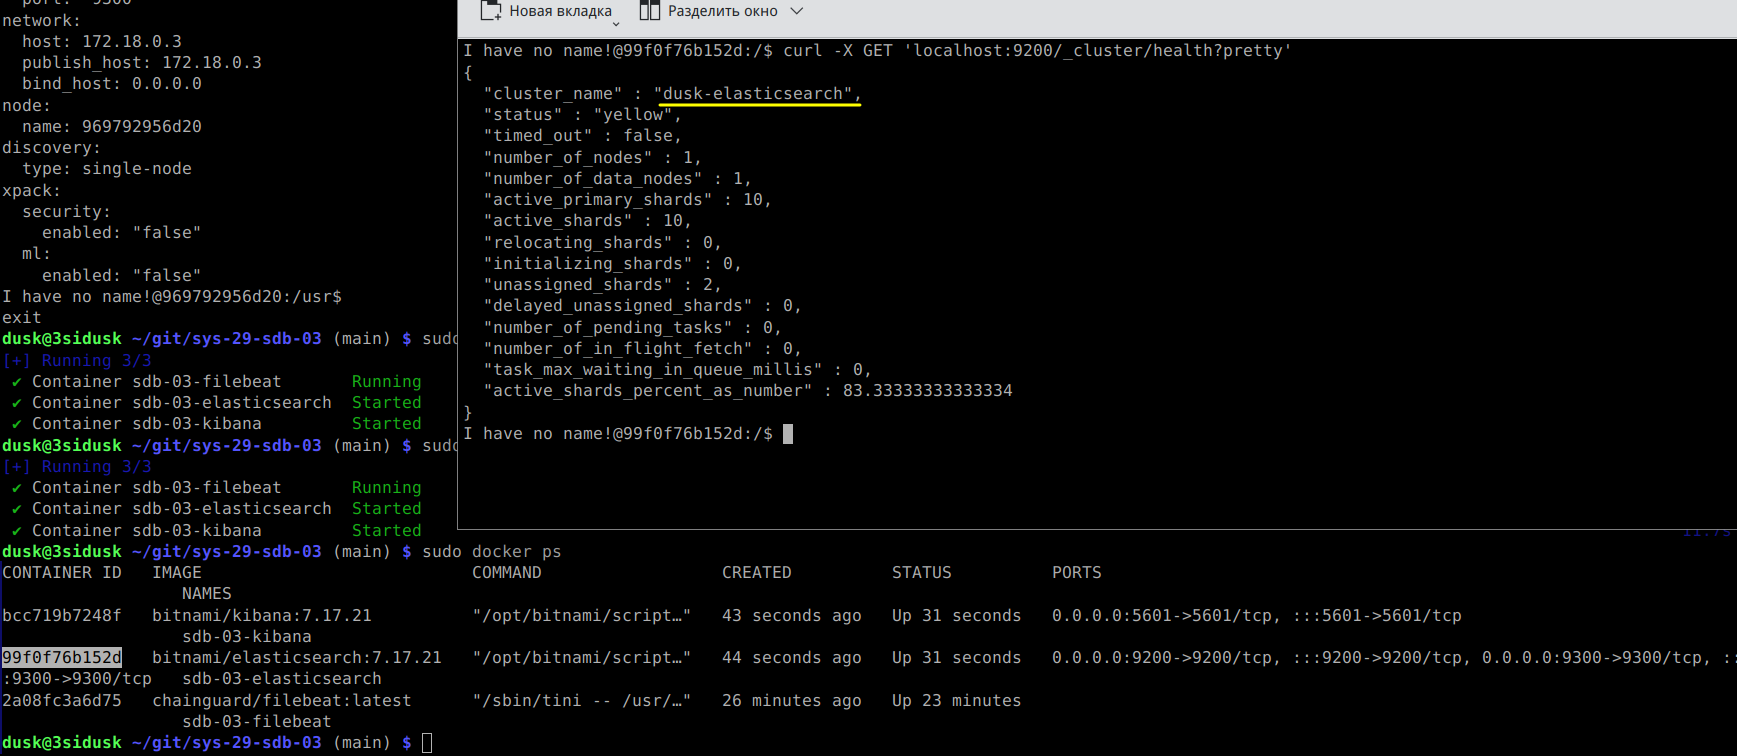 port: "9300"
network:
  host: 172.18.0.3
  publish_host: 172.18.0.3
  bind_host: 0.0.0.0
node:
  name: 969792956d20
discovery:
  type: single-node
xpack:
  security:
    enabled: "false"
  ml:
    enabled: "false"
I have no name!@969792956d20:/usr$
exit
dusk@3sidusk ~/git/sys-29-sdb-03 (main) $ sudo
[+] Running 3/3
 ✔ Container sdb-03-filebeat       Running
 ✔ Container sdb-03-elasticsearch  Started
 ✔ Container sdb-03-kibana         Started
dusk@3sidusk ~/git/sys-29-sdb-03 (main) $ sudo
[+] Running 3/3
 ✔ Container sdb-03-filebeat       Running
 ✔ Container sdb-03-elasticsearch  Started
 ✔ Container sdb-03-kibana         Started
Новая вкладка  Разделить окно
I have no name!@99f0f76b152d:/$ curl -X GET 'localhost:9200/_cluster/health?pretty'
{
  "cluster_name" : "dusk-elasticsearch",
  "status" : "yellow",
  "timed_out" : false,
  "number_of_nodes" : 1,
  "number_of_data_nodes" : 1,
  "active_primary_shards" : 10,
  "active_shards" : 10,
  "relocating_shards" : 0,
  "initializing_shards" : 0,
  "unassigned_shards" : 2,
  "delayed_unassigned_shards" : 0,
  "number_of_pending_tasks" : 0,
  "number_of_in_flight_fetch" : 0,
  "task_max_waiting_in_queue_millis" : 0,
  "active_shards_percent_as_number" : 83.33333333333334
}
I have no name!@99f0f76b152d:/$
11.7s
dusk@3sidusk ~/git/sys-29-sdb-03 (main) $ sudo docker ps
CONTAINER ID   IMAGE                           COMMAND                  CREATED          STATUS          PORTS
                  NAMES
bcc719b7248f   bitnami/kibana:7.17.21          "/opt/bitnami/script…"   43 seconds ago   Up 31 seconds   0.0.0.0:5601->5601/tcp, :::5601->5601/tcp
                  sdb-03-kibana
99f0f76b152d   bitnami/elasticsearch:7.17.21   "/opt/bitnami/script…"   44 seconds ago   Up 31 seconds   0.0.0.0:9200->9200/tcp, :::9200->9200/tcp, 0.0.0.0:9300->9300/tcp, ::
:9300->9300/tcp   sdb-03-elasticsearch
2a08fc3a6d75   chainguard/filebeat:latest      "/sbin/tini -- /usr/…"   26 minutes ago   Up 23 minutes
                  sdb-03-filebeat
dusk@3sidusk ~/git/sys-29-sdb-03 (main) $